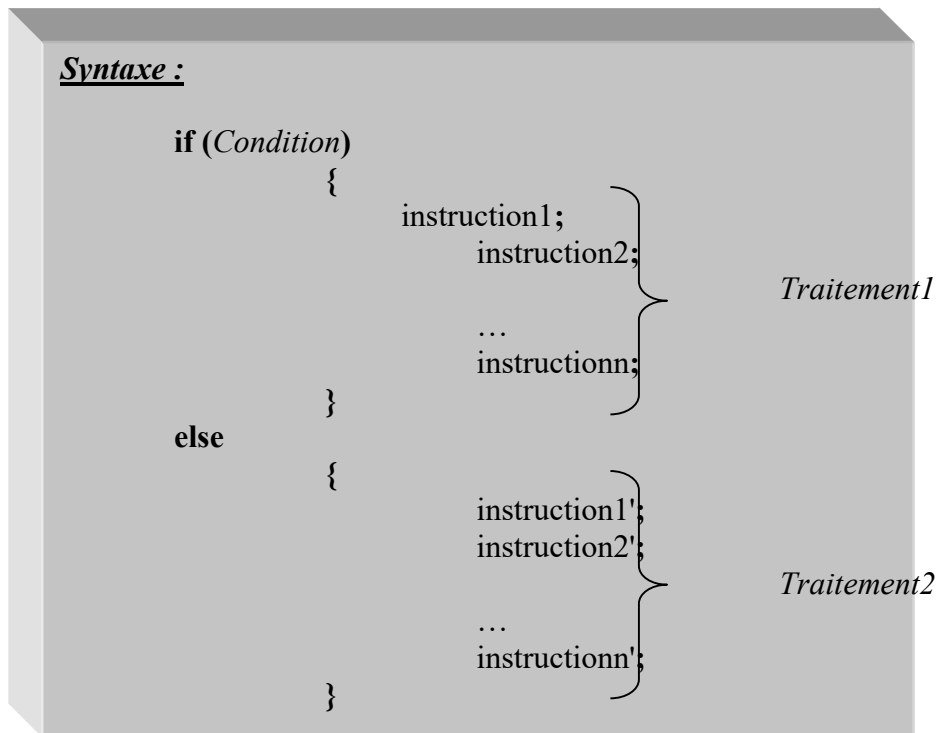 Syntaxe :
if (Condition)
{
instruction1;
instruction2;
Traitement1
…
instructionn;
}
else
{
instruction1';
instruction2';
Traitement2
…
instructionn';
}